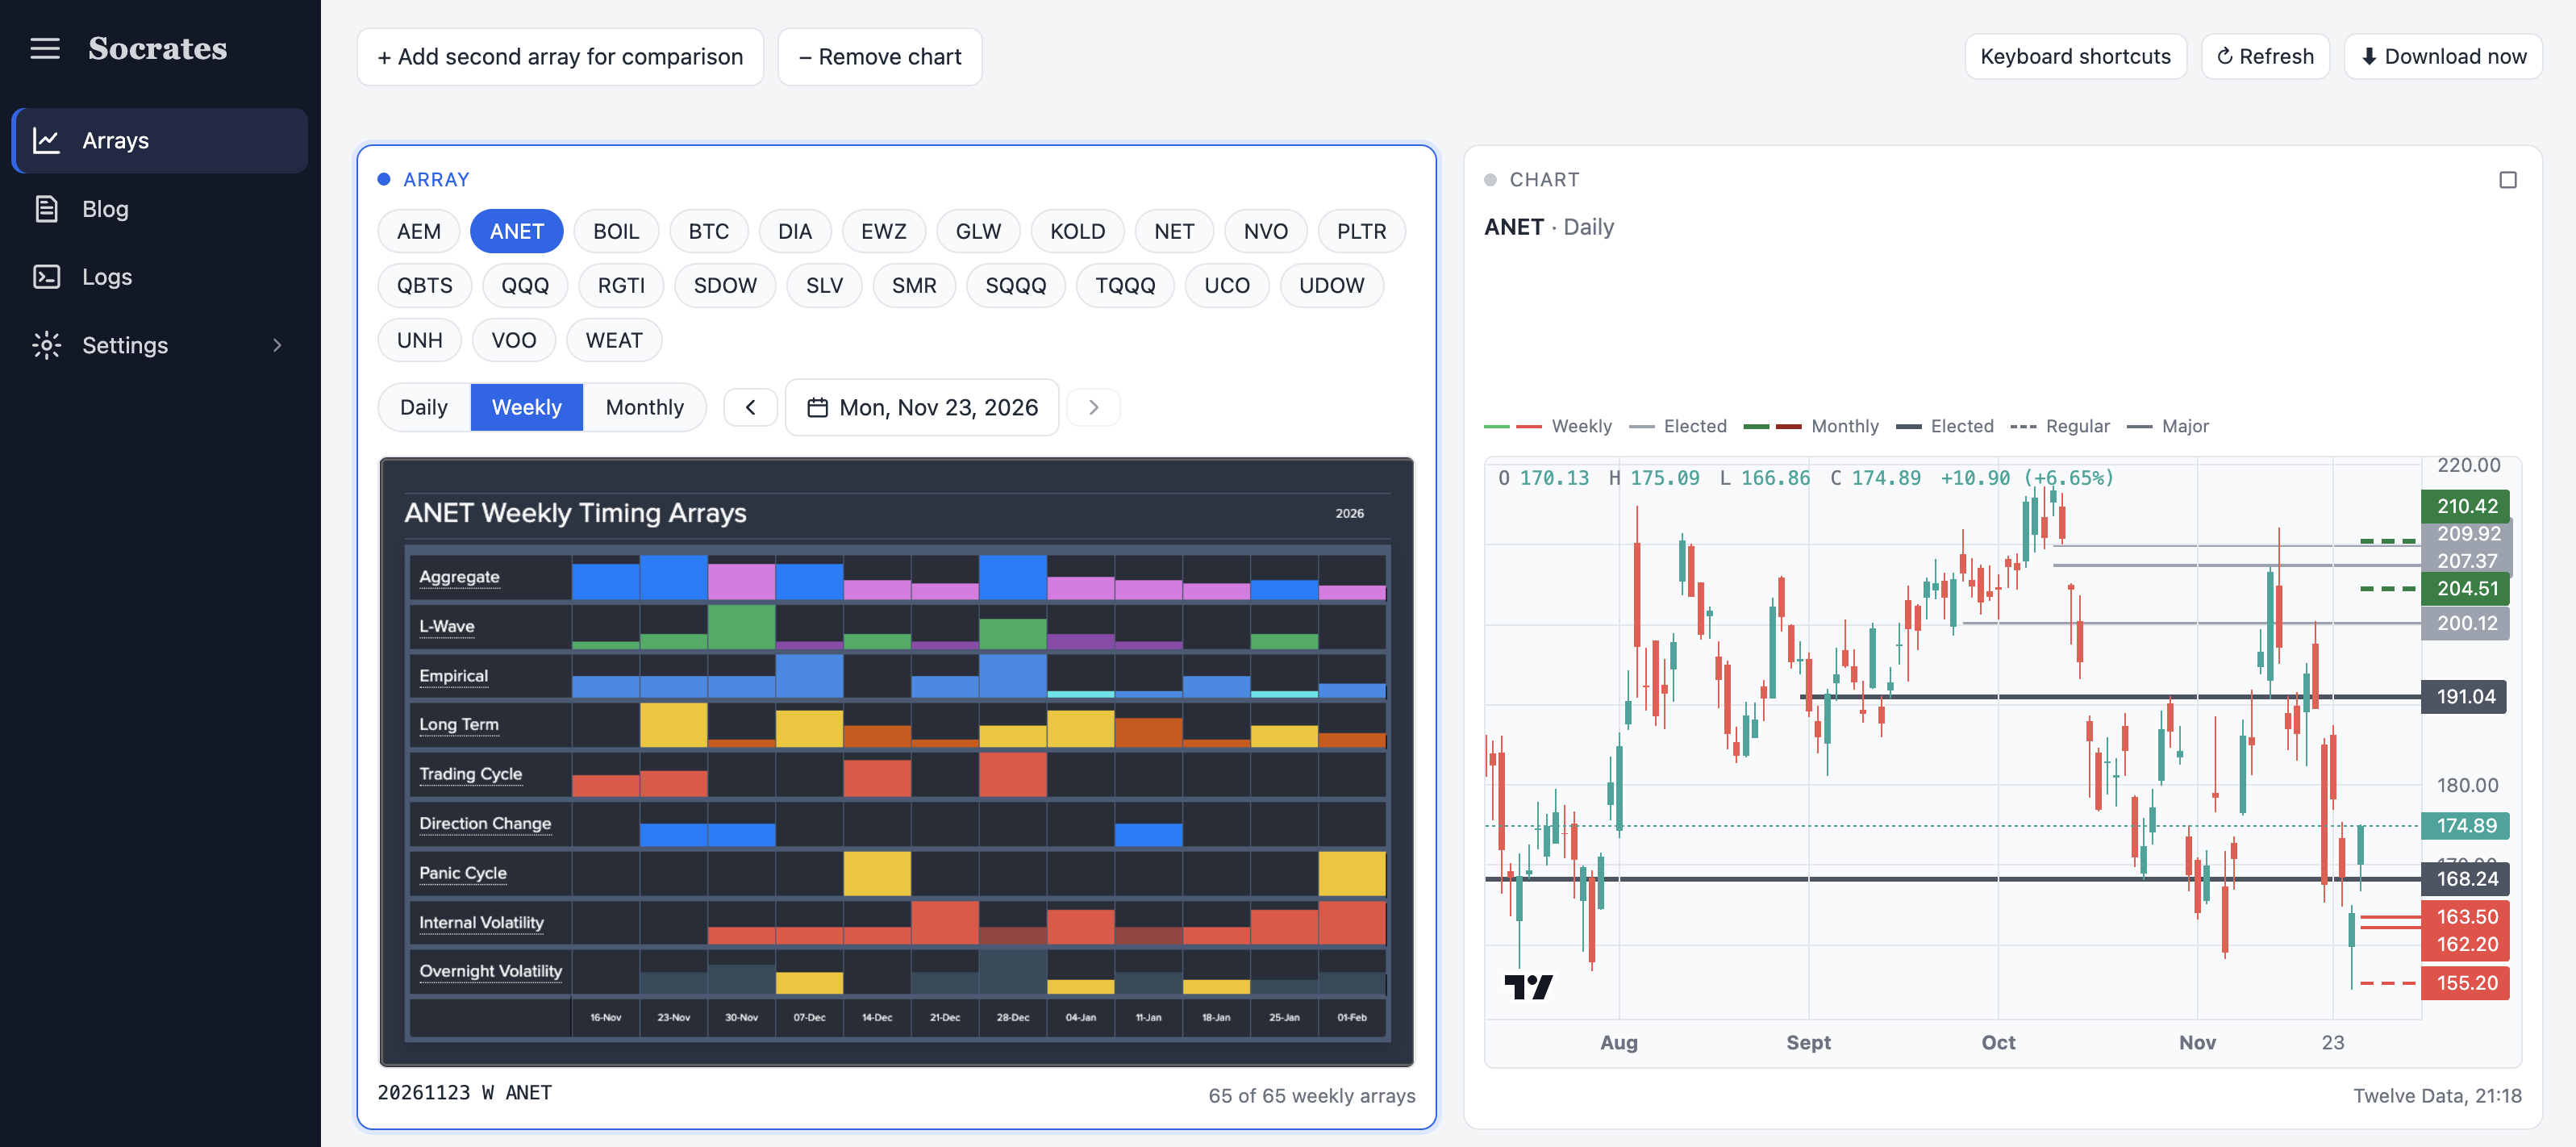 Socrates
Arrays
Blog
Logs
Settings
+ Add second array for comparison
– Remove chart
Keyboard shortcuts
Refresh
Download now
ARRAY
AEM ANET BOIL BTC DIA EWZ GLW KOLD NET NVO PLTR
QBTS QQQ RGTI SDOW SLV SMR SQQQ TQQQ UCO UDOW
UNH VOO WEAT
Daily Weekly Monthly Mon, Nov 23, 2026
ANET Weekly Timing Arrays 2026
Aggregate
L-Wave
Empirical
Long Term
Trading Cycle
Direction Change
Panic Cycle
Internal Volatility
Overnight Volatility
16-Nov 23-Nov 30-Nov 07-Dec 14-Dec 21-Dec 28-Dec 04-Jan 11-Jan 18-Jan 25-Jan 01-Feb
20261123 W ANET
65 of 65 weekly arrays
CHART
ANET · Daily
Weekly Elected Monthly Elected Regular Major
O 170.13 H 175.09 L 166.86 C 174.89 +10.90 (+6.65%)
220.00
210.42
209.92
207.37
204.51
200.12
191.04
180.00
174.89
168.24
163.50
162.20
155.20
Aug Sept Oct Nov 23
Twelve Data, 21:18